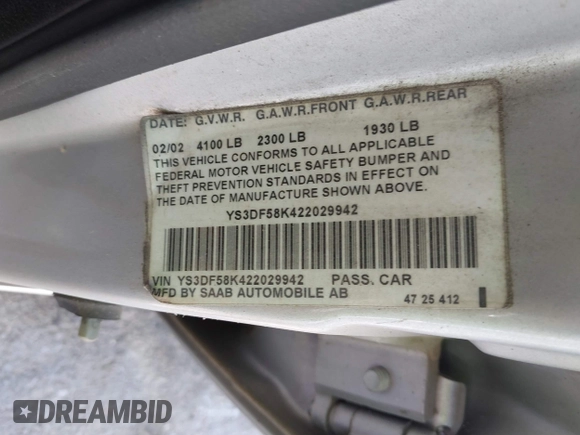 DATE: G.V.W.R. G.A.W.R.FRONT G.A.W.R.REAR
02/02 4100 LB 2300 LB 1930 LB
THIS VEHICLE CONFORMS TO ALL APPLICABLE
FEDERAL MOTOR VEHICLE SAFETY BUMPER AND
THEFT PREVENTION STANDARDS IN EFFECT ON
THE DATE OF MANUFACTURE SHOWN ABOVE.
YS3DF58K422029942
VIN YS3DF58K422029942 PASS. CAR
MFD BY SAAB AUTOMOBILE AB 47 25 412
DREAMBID